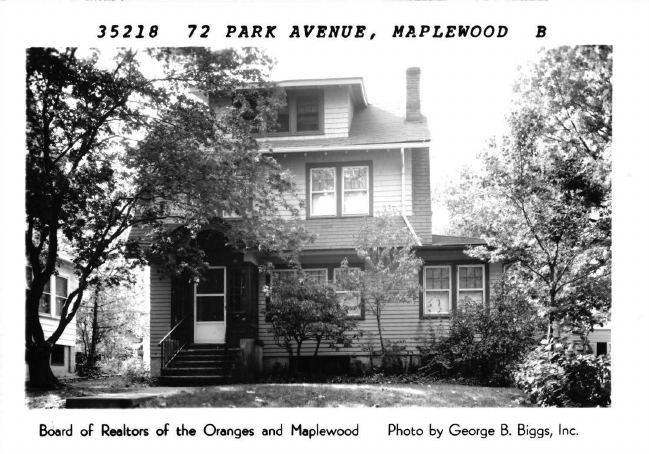 35218 72 PARK AVENUE, MAPLEWOOD B
Board of Realtors of the Oranges and Maplewood Photo by George B. Biggs, Inc.